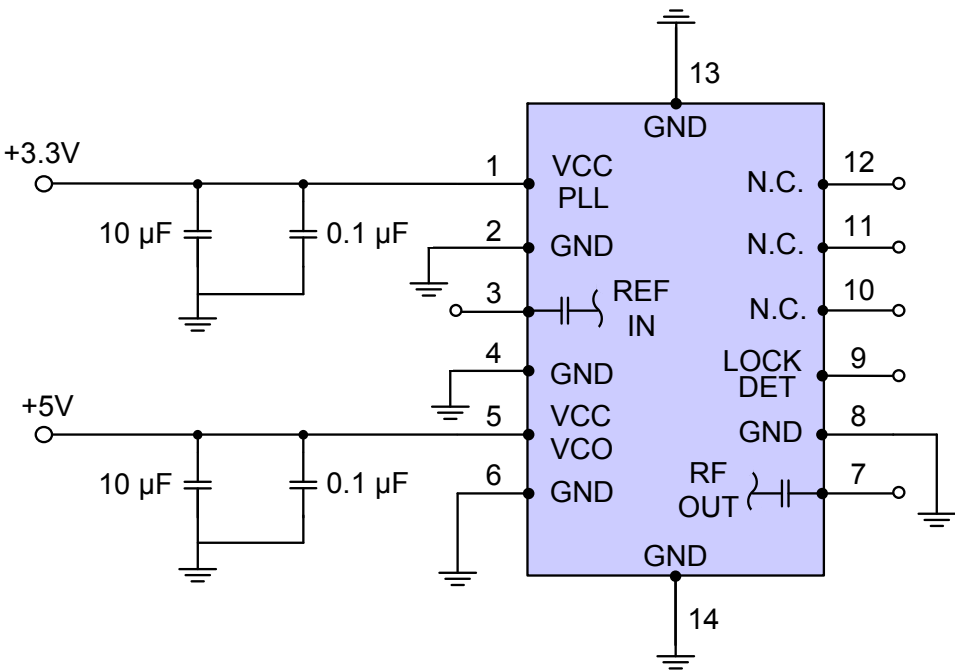 13
GND
+3.3V
1
VCC
PLL
N.C.
12
10 µF
0.1 µF
2
GND
N.C.
11
3
REF
IN
N.C.
10
4
GND
LOCK
DET
9
+5V
5
VCC
VCO
GND
8
10 µF
0.1 µF
6
GND
RF
OUT
7
GND
14